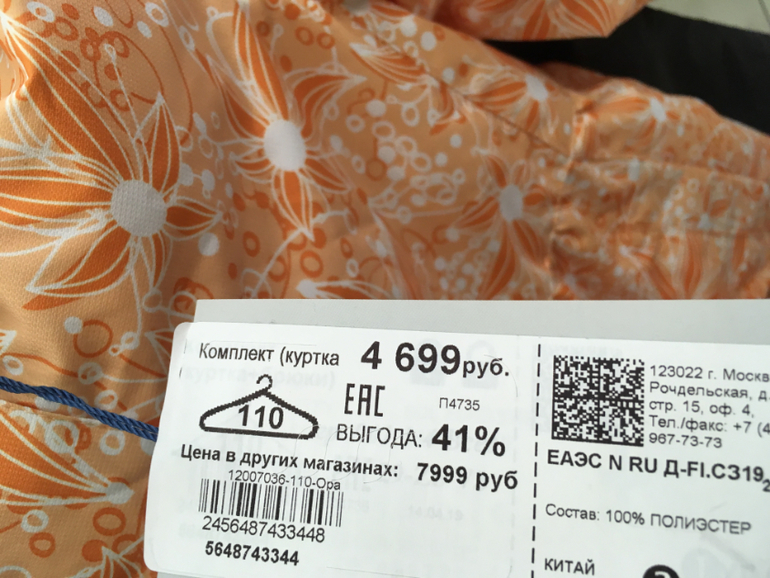 Комплект (куртка 4 699 руб.
110
ЕАС П4735
ВЫГОДА: 41%
Цена в других магазинах: 7999 руб
12007036-110-Ора
2456487433448
5648743344
123022 г. Москв
Рочдельская, д.
стр. 15, оф. 4,
Тел./факс: +7 (4
967-73-73
ЕАЭС N RU Д-FI.С319
Состав: 100% ПОЛИЭСТЕР
КИТАЙ